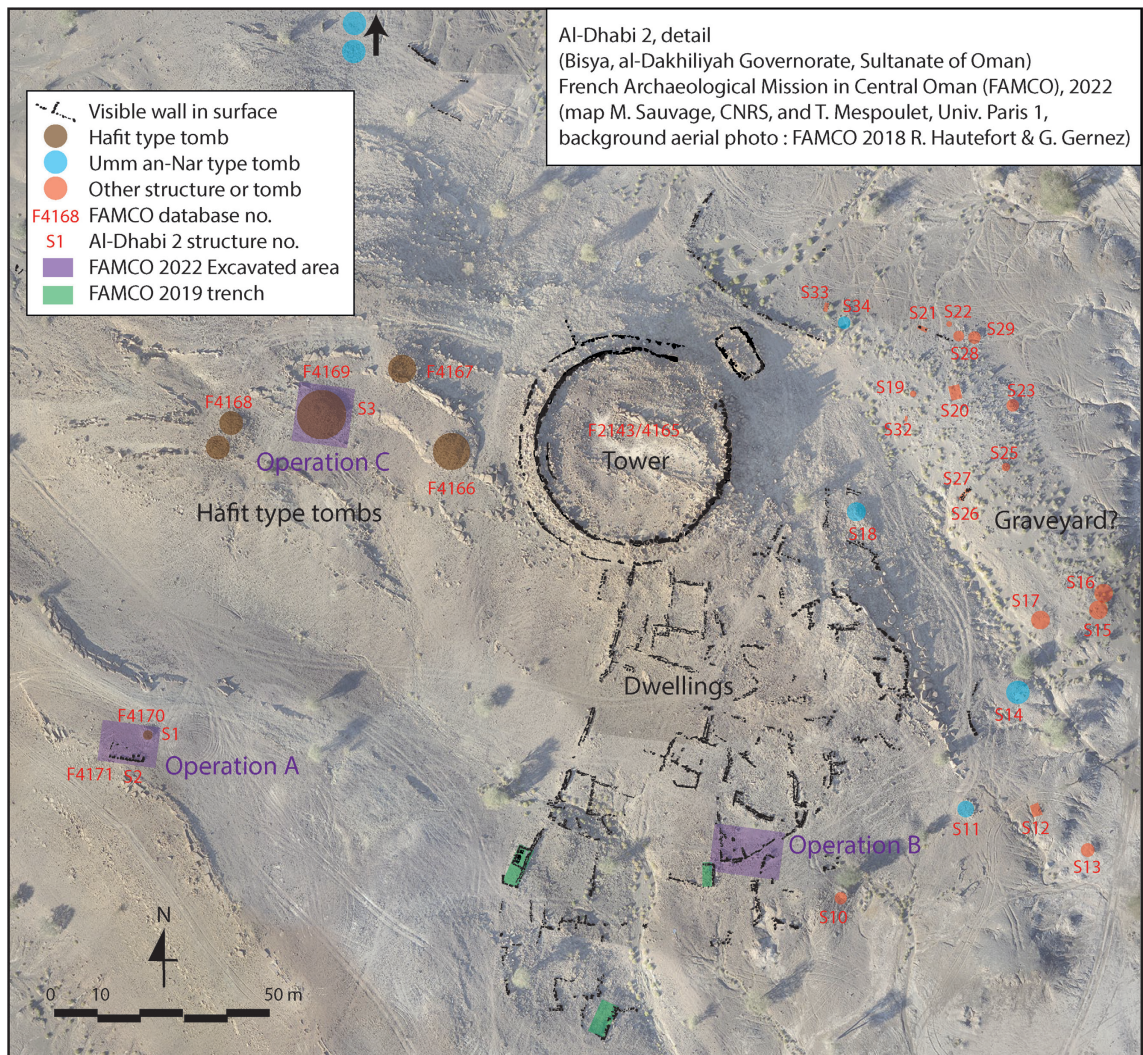 Al-Dhabi 2, detail
(Bisya, al-Dakhiliyah Governorate, Sultanate of Oman)
French Archaeological Mission in Central Oman (FAMCO), 2022
(map M. Sauvage, CNRS, and T. Mespoulet, Univ. Paris 1,
background aerial photo : FAMCO 2018 R. Hautefort & G. Gernez)
Visible wall in surface
Hafit type tomb
Umm an-Nar type tomb
Other structure or tomb
F4168 FAMCO database no.
S1 Al-Dhabi 2 structure no.
FAMCO 2022 Excavated area
FAMCO 2019 trench
S33
S34
S21
S22
S29
S28
F4169
F4167
S3
F4168
S19
S20
S23
S32
F2143/4165
Tower
Operation C
F4166
S25
S27
S26
Hafit type tombs
S18
Graveyard?
S16
S17
S15
Dwellings
S14
F4170
S1
Operation A
F4171 S2
S11
S12
Operation B
S13
S10
N
0 10 50 m